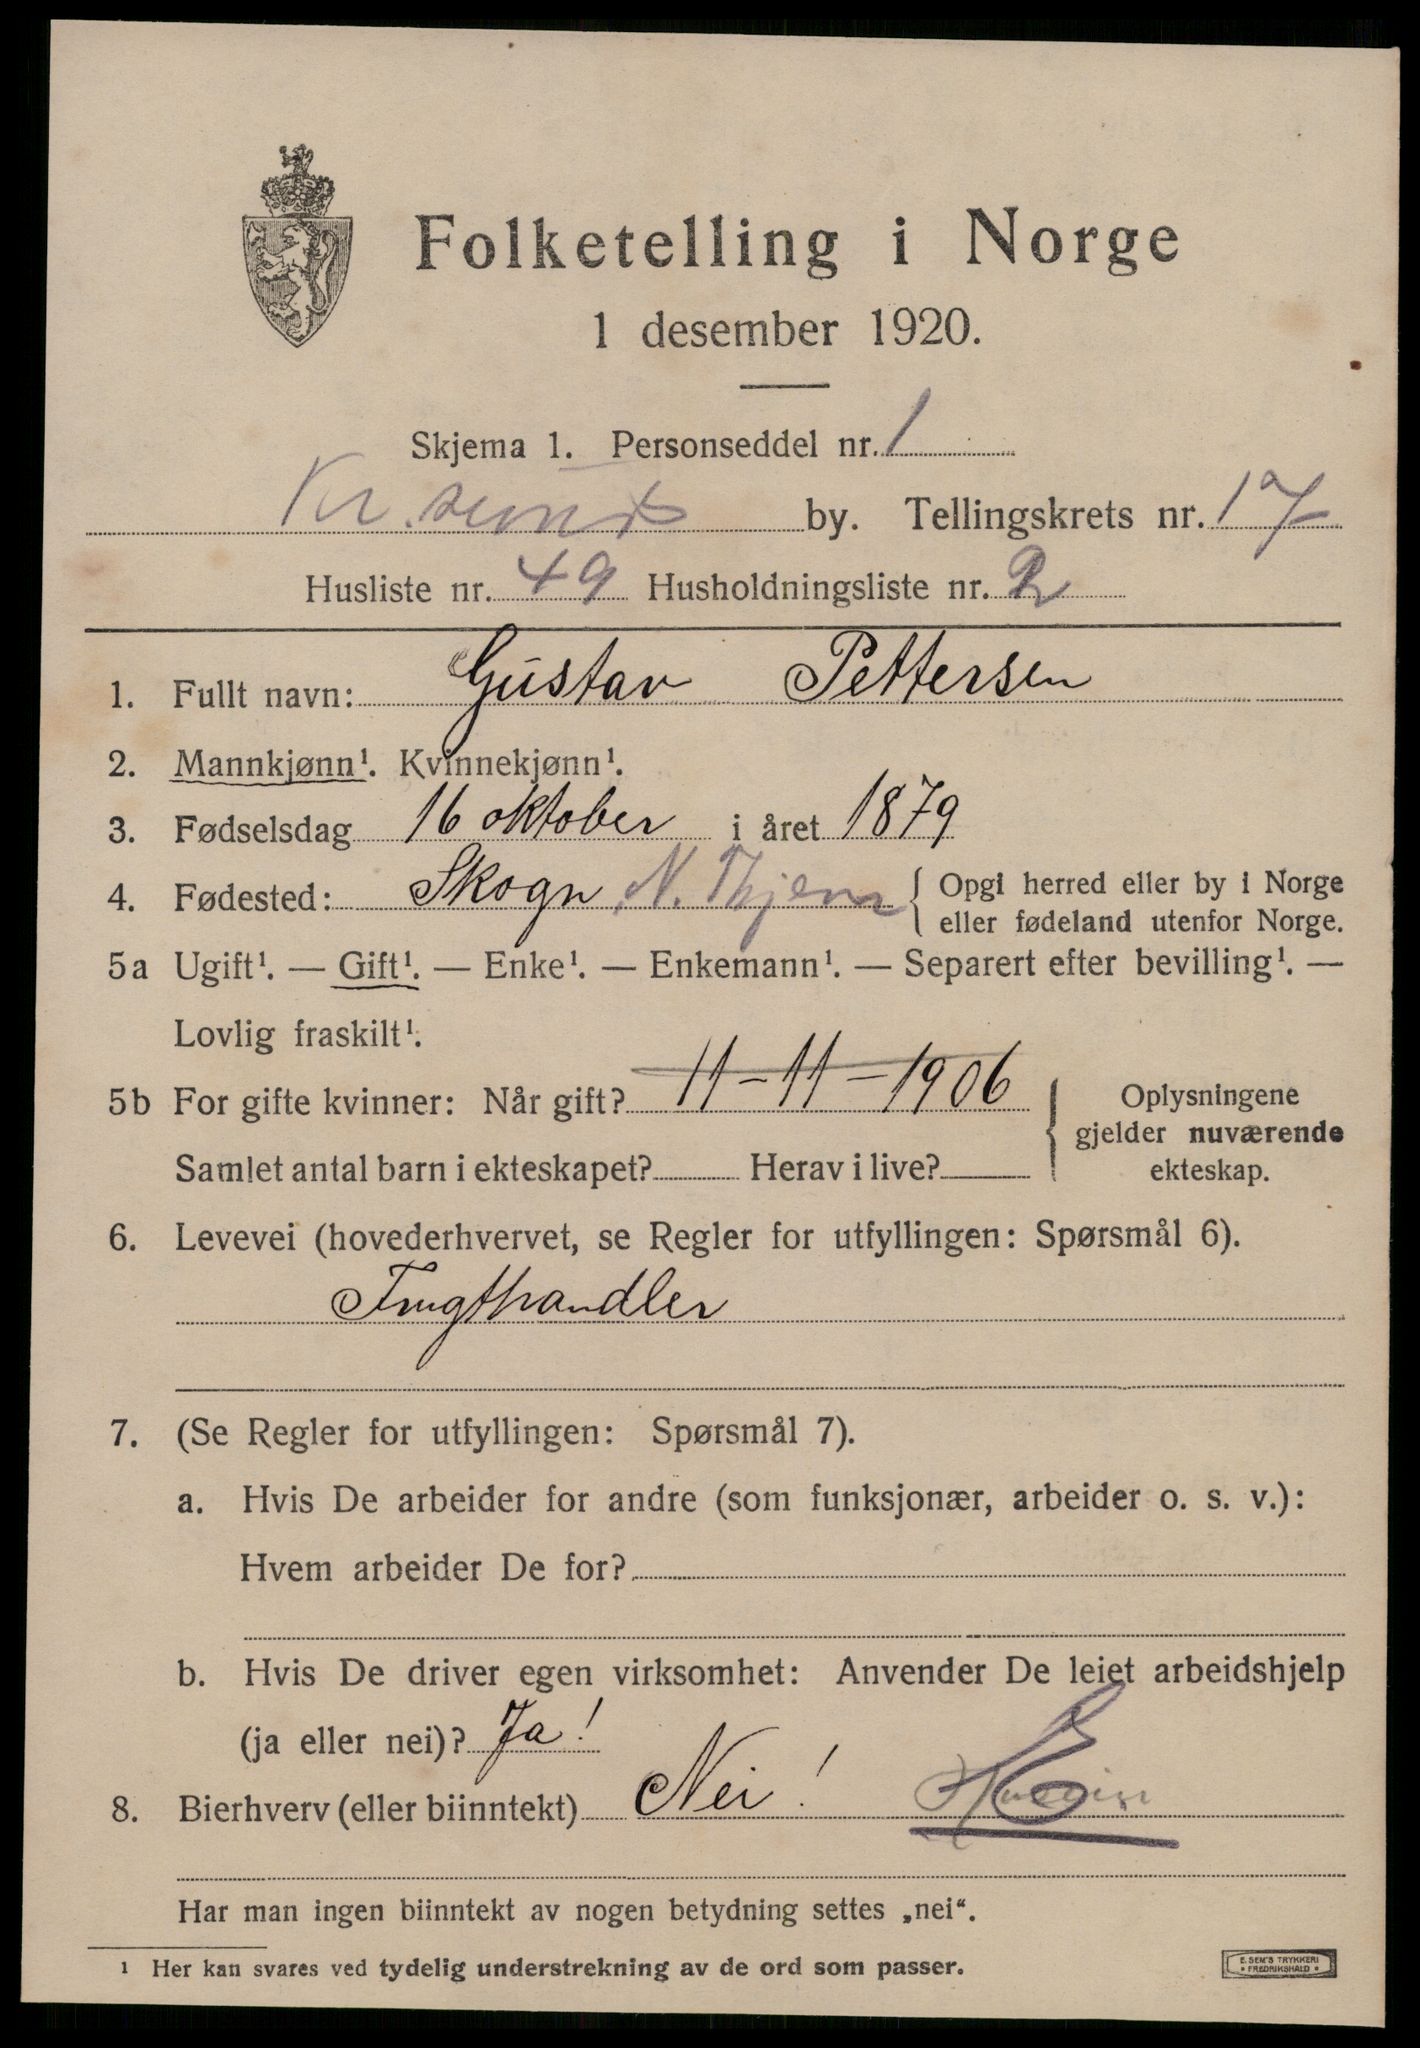 Folketelling i Norge
1 desember 1920.
Skjema 1. Personseddel nr. 1
Kr.sund by. Tellingskrets nr. 17
Husliste nr. 49 Husholdningsliste nr. 2
1. Fullt navn: Gustav Pettersen
2. Mannkjønn¹. Kvinnekjønn¹.
3. Fødselsdag 16 oktober i året 1879
4. Fødested: Skogn N. Thjem { Opgi herred eller by i Norge
eller fødeland utenfor Norge.
5a Ugift¹. — Gift¹. — Enke¹. — Enkemann¹. — Separert efter bevilling¹. —
Lovlig fraskilt¹.
5b For gifte kvinner: Når gift? 11-11-1906 { Oplysningene
gjelder nuværende
Samlet antal barn i ekteskapet? Herav i live?
ekteskap.
6. Levevei (hovederhvervet, se Regler for utfyllingen: Spørsmål 6).
Frugthandler
7. (Se Regler for utfyllingen: Spørsmål 7).
a. Hvis De arbeider for andre (som funksjonær, arbeider o. s. v.):
Hvem arbeider De for?
b. Hvis De driver egen virksomhet: Anvender De leiet arbeidshjelp
(ja eller nei)? Ja!
8. Bierhverv (eller biinntekt) Nei! E
Har man ingen biinntekt av nogen betydning settes „nei“.
¹ Her kan svares ved tydelig understrekning av de ord som passer.
E. SEM'S TRYKKERI
• FREDRIKSHALD •